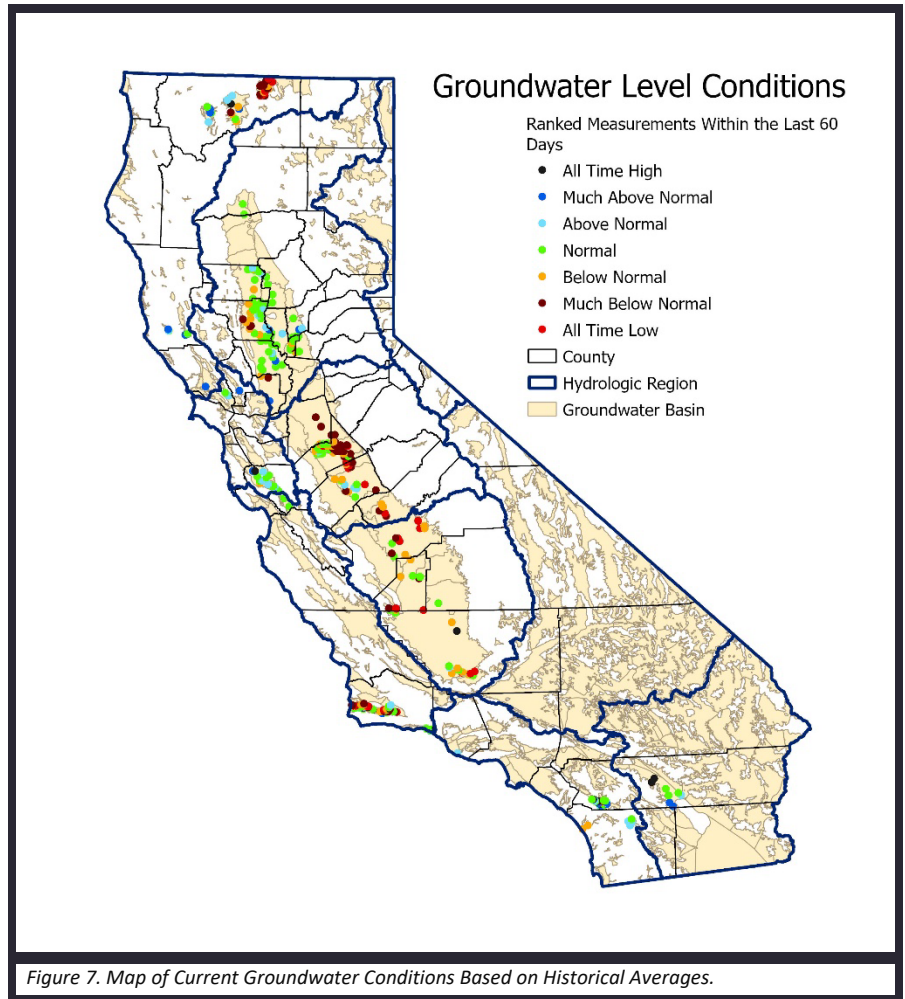 Groundwater Level Conditions
Ranked Measurements Within the Last 60
Days
All Time High
Much Above Normal
Above Normal
Normal
Below Normal
Much Below Normal
All Time Low
County
Hydrologic Region
Groundwater Basin
Figure 7. Map of Current Groundwater Conditions Based on Historical Averages.